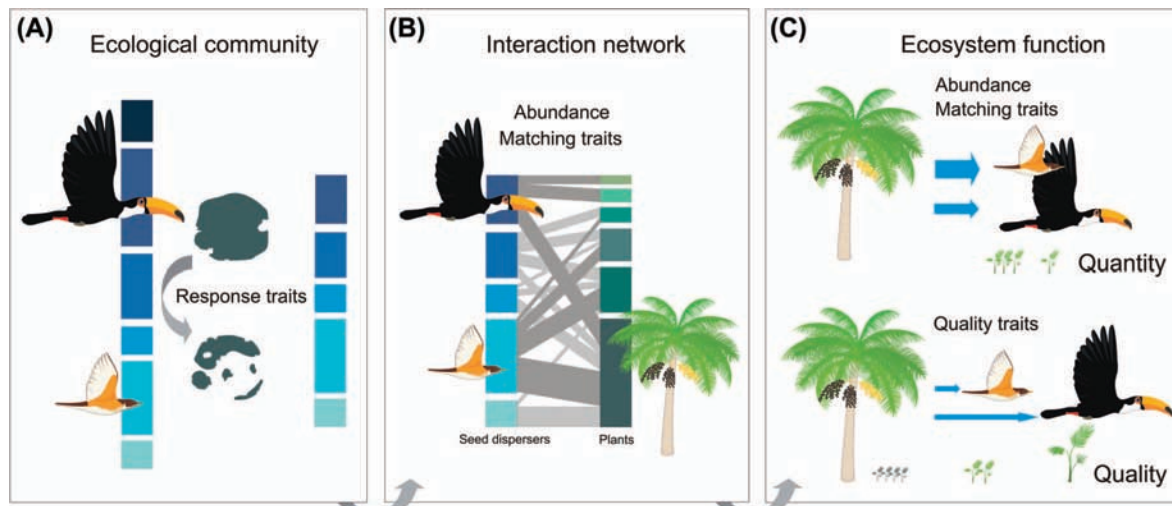 (A)
Ecological community
Response traits
(B)
Interaction network
Abundance
Matching traits
Seed dispersers
Plants
(C)
Ecosystem function
Abundance
Matching traits
Quantity
Quality traits
Quality